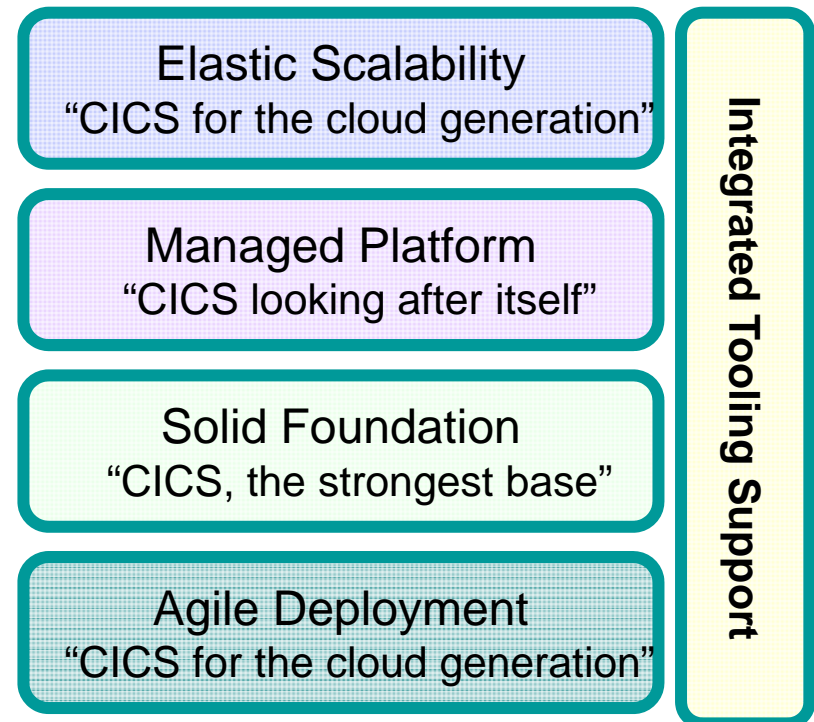 Elastic Scalability
“CICS for the cloud generation”
Managed Platform
“CICS looking after itself”
Solid Foundation
“CICS, the strongest base”
Agile Deployment
“CICS for the cloud generation”
Integrated Tooling Support